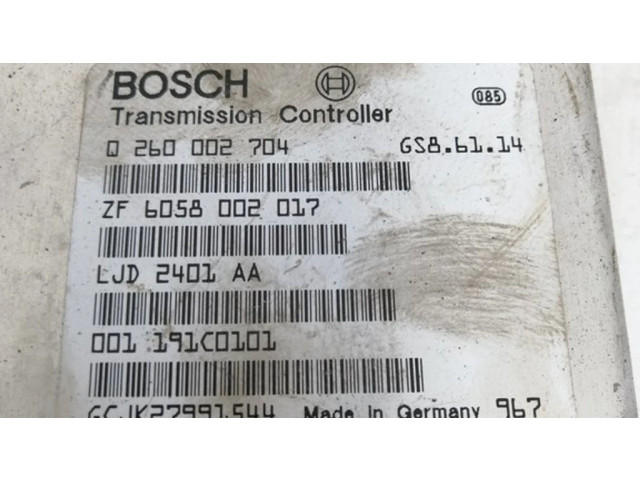 BOSCH 085
Transmission Controller
0 260 002 704 GS8.61.14
ZF 6058 002 017
LJD 2401 AA
001 191C0101
GCJK27991544 Made in Germany 967